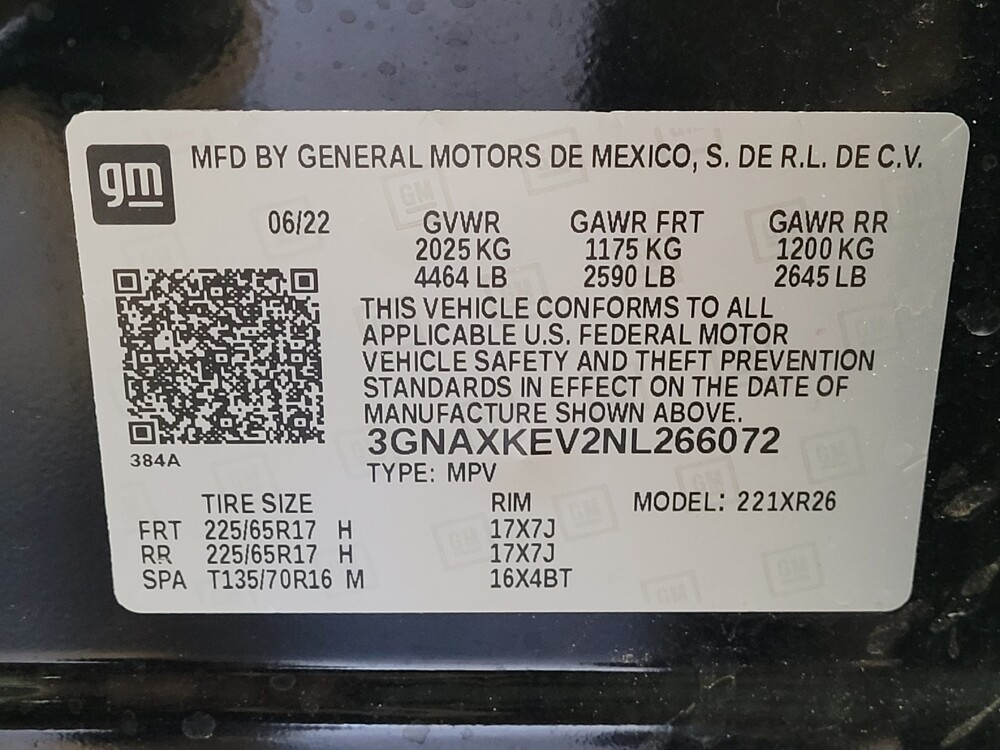 gm MFD BY GENERAL MOTORS DE MEXICO, S. DE R.L. DE C.V.
06/22 GVWR GAWR FRT GAWR RR
2025 KG 1175 KG 1200 KG
4464 LB 2590 LB 2645 LB
THIS VEHICLE CONFORMS TO ALL
APPLICABLE U.S. FEDERAL MOTOR
VEHICLE SAFETY AND THEFT PREVENTION
STANDARDS IN EFFECT ON THE DATE OF
MANUFACTURE SHOWN ABOVE.
3GNAXKEV2NL266072
384A
TYPE: MPV
TIRE SIZE RIM MODEL: 221XR26
FRT 225/65R17 H 17X7J
RR 225/65R17 H 17X7J
SPA T135/70R16 M 16X4BT